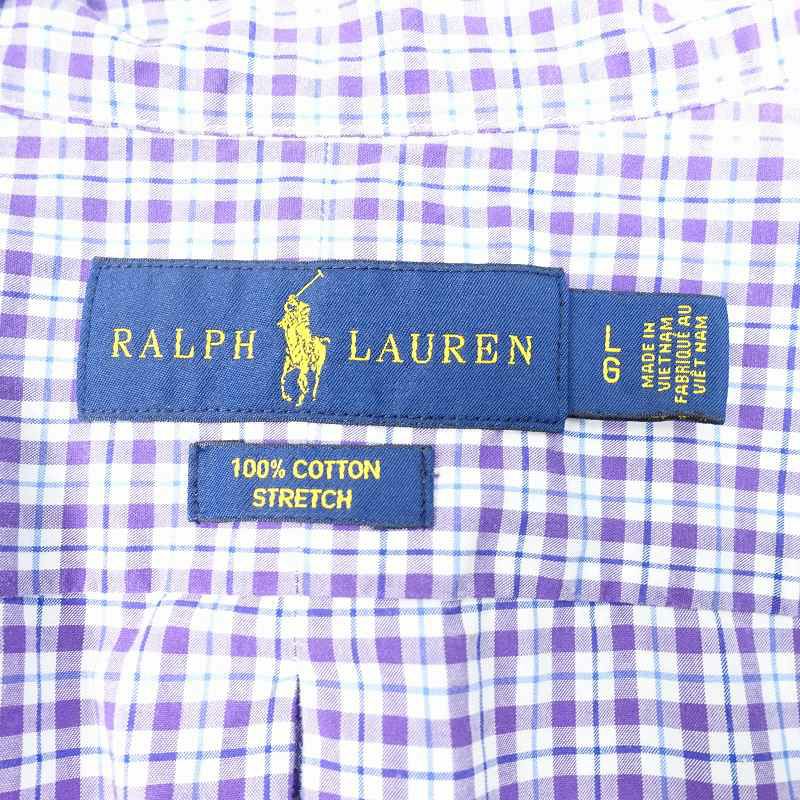 RALPH LAUREN
L
G
MADE IN
VIETNAM
FABRIQUÉ AU
VIÊT NAM
100% COTTON
STRETCH